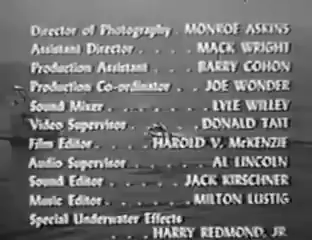 Director of Photography . MONROE ASKINS
Assistant Director . . . . MACK WRIGHT
Production Assistant . . . . BARRY COHON
Production Co-ordinator . . JOE WONDER
Sound Mixer . . . . . . LYLE WILLEY
Video Supervisor . . . . DONALD TAIT
Film Editor . . . . HAROLD V. McKENZIE
Audio Supervisor . . . . . AL LINCOLN
Sound Editor . . . . . JACK KIRSCHNER
Music Editor . . . . . MILTON LUSTIG
Special Underwater Effects
. . . . . HARRY REDMOND, JR.